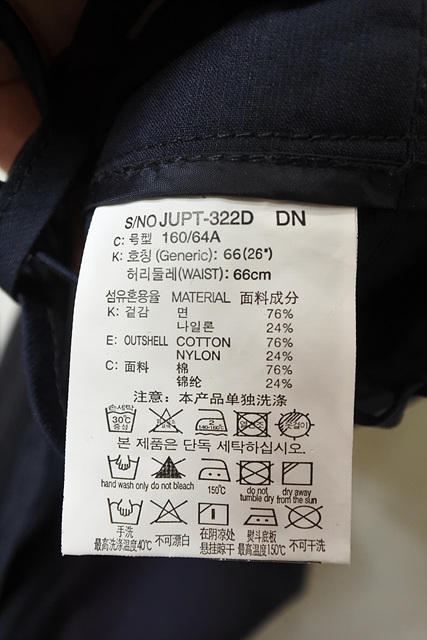 S/NO JUPT-322D DN
C: 号型 160/64A
K: 호칭 (Generic): 66(26")
허리둘레(WAIST): 66cm
섬유혼용율 MATERIAL 面料成分
K: 겉감 면 76%
나일론 24%
E: OUTSHELL COTTON 76%
NYLON 24%
C: 面料 棉 76%
锦纶 24%
注意: 本产品单独洗涤
손세탁 30℃ 중성
본 제품은 단독 세탁하십시오.
hand wash only do not bleach 150℃ do not tumble dry dry away from the sun
手洗 最高洗涤温度40℃ 不可漂白 在阴凉处悬挂晾干 熨斗底板最高温度150℃ 不可干洗